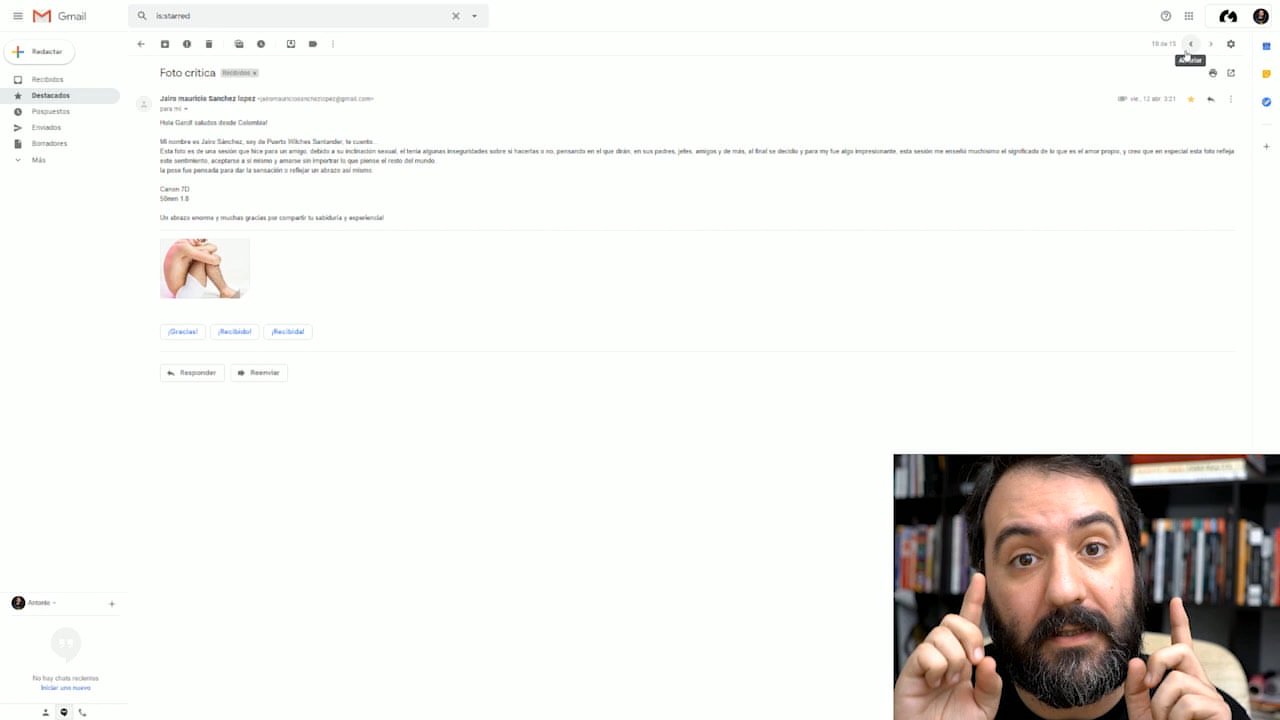 Gmail
is:starred
Redactar
Recibidos
Destacados
Pospuestos
Enviados
Borradores
Más
de 15
Foto critica
Recibidos x
Jairo mauricio Sanchez lopez <jairomauriciosanchezlopez@gmail.com>
para mí
vie., 12 abr. 3:21
Hola Gerd! saludos desde Colombia!
Mi nombre es Jairo Sánchez, soy de Puerto Wilches Santander, te cuento...
Esta foto es de una sesión que hice para un amigo, debido a su inclinación sexual, el tenia algunas inseguridades sobre si hacerlas o no, pensando en el que dirán, en sus padres, jefes, amigos y de más, al final se decidio y para my fue algo impresionante, esta sesión me enseñó muchisimo el significado de lo que es el amor propio, y creo que en especial esta foto refleja
este sentimiento, aceptarse a si mismo y amarse sin importar lo que piense el resto del mundo.
la pose fue pensada para dar la sensación o reflejar un abrazo así mismo.
Canon 7D
50mm 1.8
Un abrazo enorme y muchas gracias por compartir tu sabiduría y experiencia!
¡Gracias!
¡Recibido!
¡Recibida!
Responder
Reenviar
Antonio
No hay chats recientes
Iniciar uno nuevo